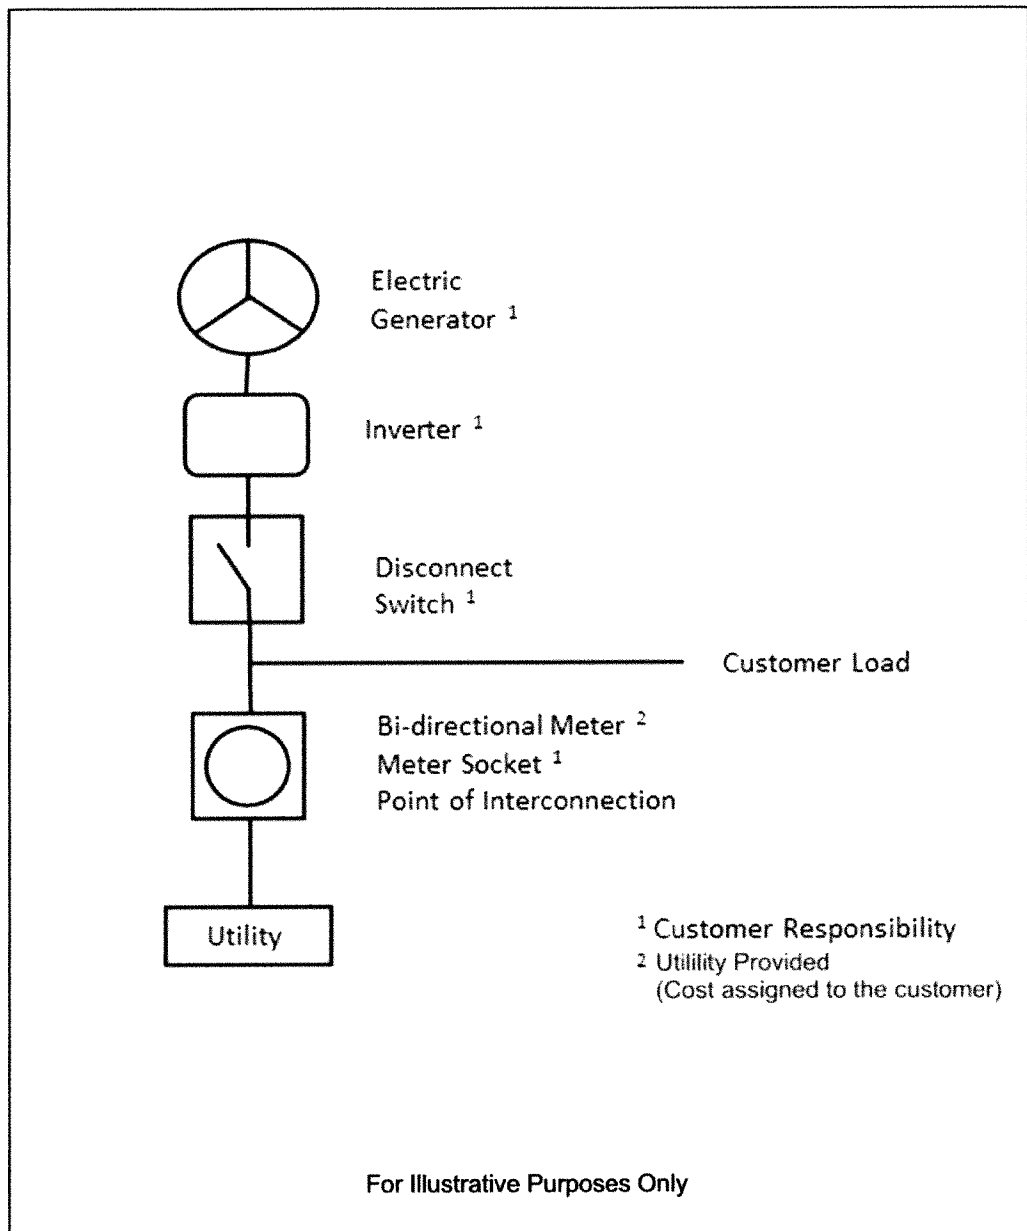 Electric
Generator ¹
Inverter ¹
Disconnect
Switch ¹
Customer Load
Bi-directional Meter ²
Meter Socket ¹
Point of Interconnection
Utility
¹ Customer Responsibility
² Utilility Provided
(Cost assigned to the customer)
For Illustrative Purposes Only